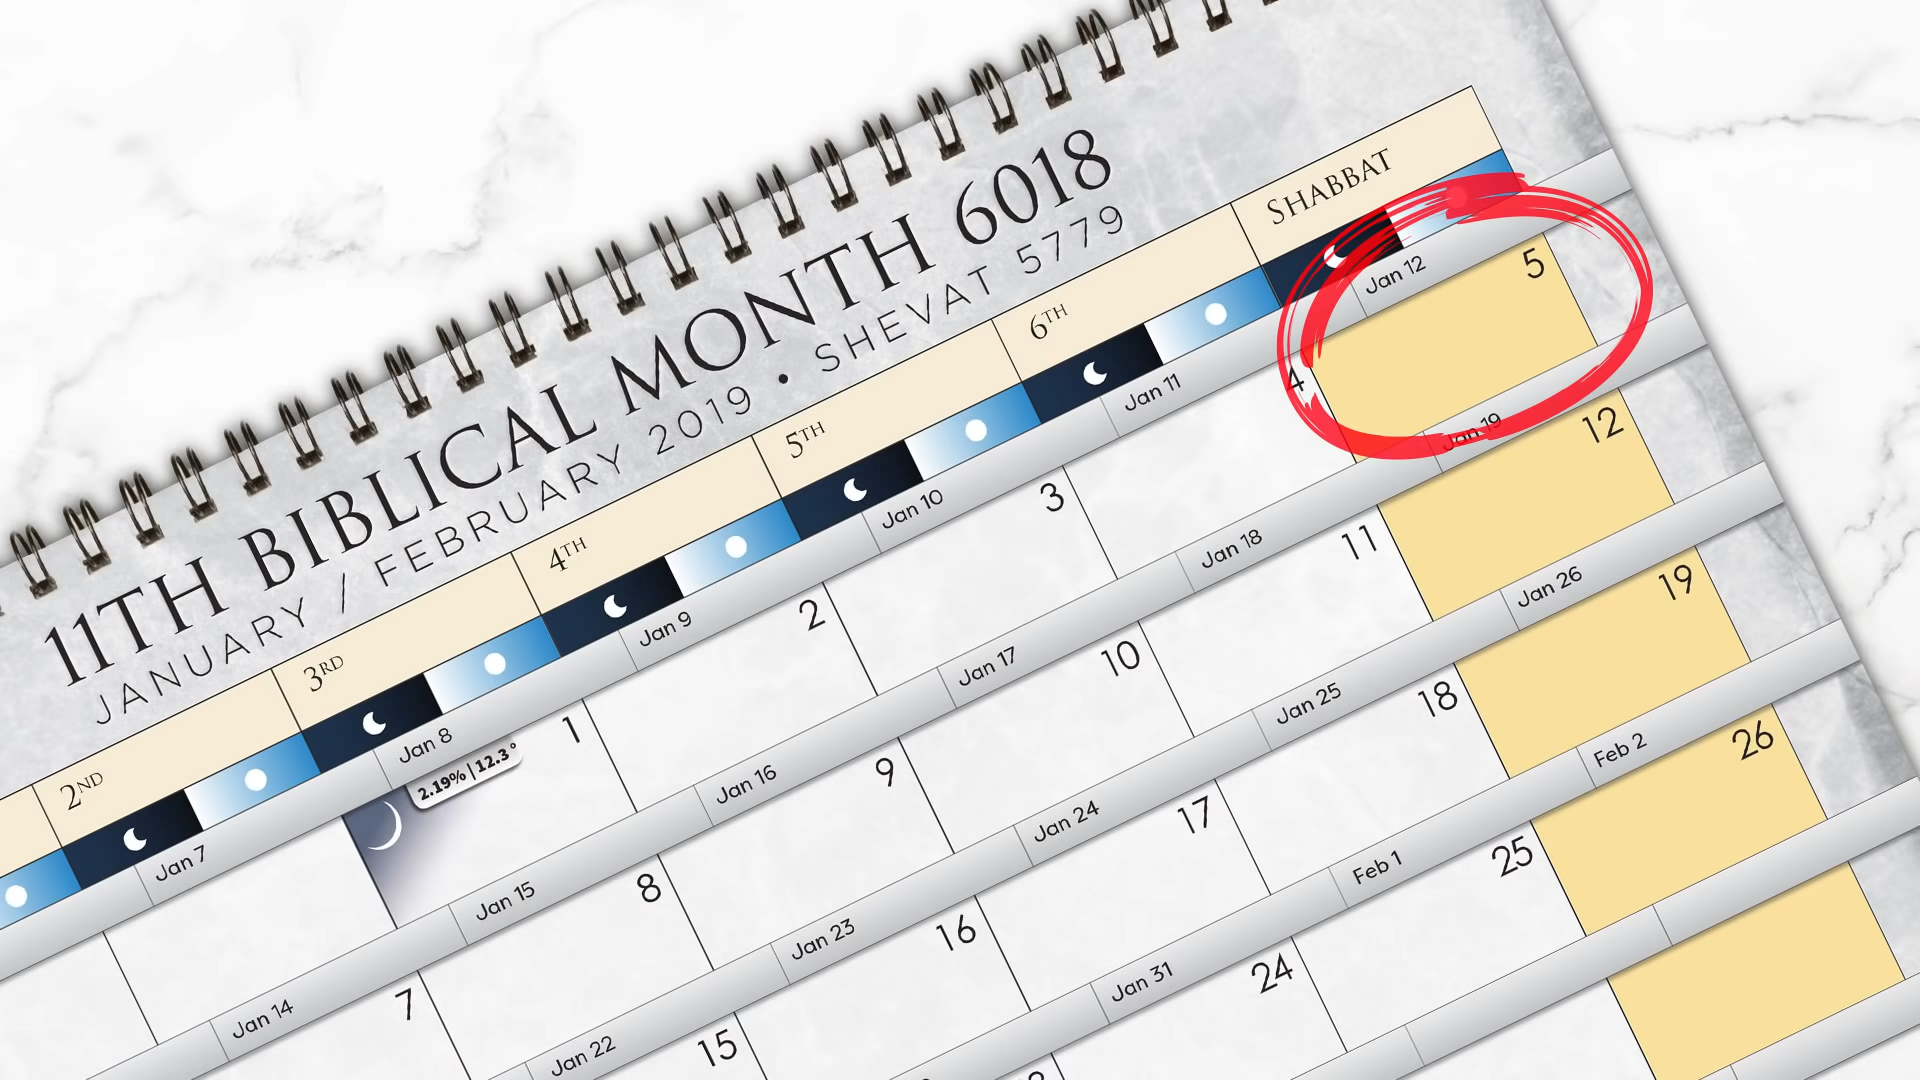 11TH BIBLICAL MONTH 6018
JANUARY / FEBRUARY 2019 • SHEVAT 5779
2ND 3RD 4TH 5TH 6TH SHABBAT
Jan 7 Jan 8 Jan 9 Jan 10 Jan 11 Jan 12
2.19% | 12.3°
1 2 3 4 5
Jan 14 Jan 15 Jan 16 Jan 17 Jan 18 Jan 19
7 8 9 10 11 12
Jan 22 Jan 23 Jan 24 Jan 25 Jan 26
15 16 17 18 19
Jan 31 Feb 1 Feb 2
24 25 26